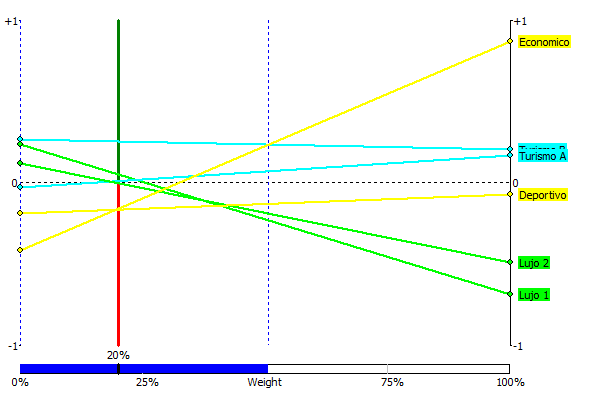 +1
+1
Economico
Turismo B
Turismo A
0
0
Deportivo
Lujo 2
Lujo 1
-1
-1
20%
0%
25%
Weight
75%
100%